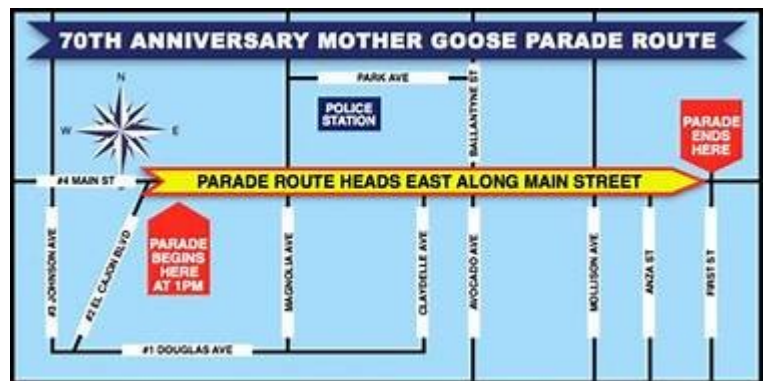 70TH ANNIVERSARY MOTHER GOOSE PARADE ROUTE
N
PARK AVE
BALLANTYNE ST
POLICE
STATION
W
E
PARADE
ENDS
HERE
#4 MAIN ST
PARADE ROUTE HEADS EAST ALONG MAIN STREET
PARADE
BEGINS
HERE
AT 1PM
#3 JOHNSON AVE
#2 EL CAJON BLVD
MAGNOLIA AVE
CLAYDELLE AVE
AVOCADO AVE
MOLLISON AVE
ANZA ST
FIRST ST
#1 DOUGLAS AVE